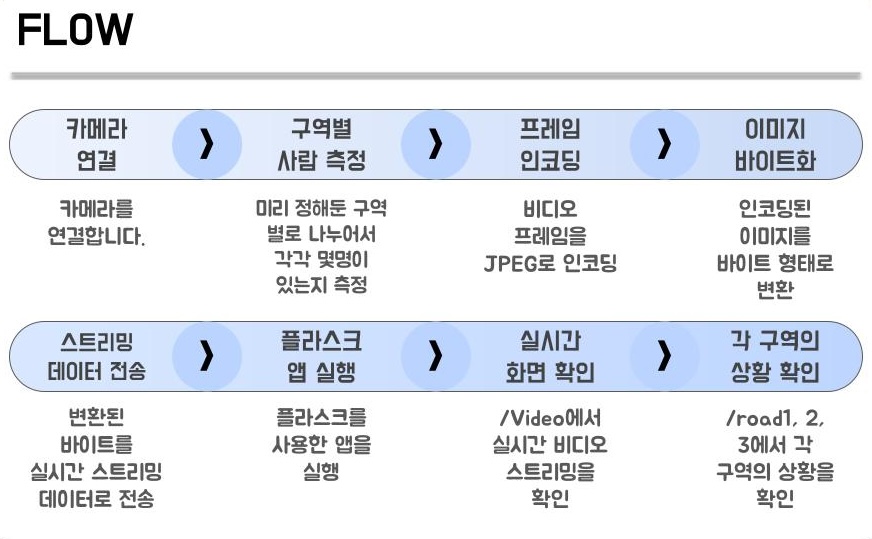 FLOW
카메라
연결
구역별
사람 측정
프레임
인코딩
이미지
바이트화
카메라를
연결합니다.
미리 정해둔 구역
별로 나누어서
각각 몇명이
있는지 측정
비디오
프레임을
JPEG로 인코딩
인코딩된
이미지를
바이트 형태로
변환
스트리밍
데이터 전송
플라스크
앱 실행
실시간
화면 확인
각 구역의
상황 확인
변환된
바이트를
실시간 스트리밍
데이터로 전송
플라스크를
사용한 앱을
실행
/Video에서
실시간 비디오
스트리밍을
확인
/road1, 2,
3에서 각
구역의 상황을
확인